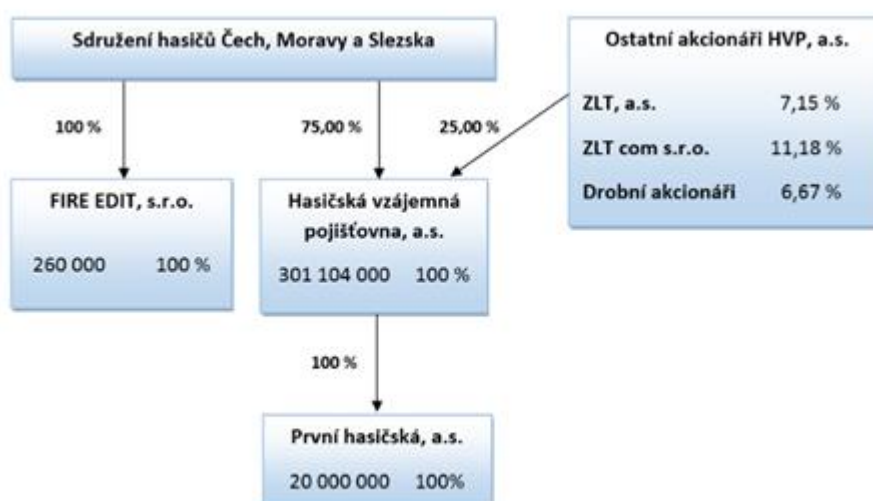 Sdružení hasičů Čech, Moravy a Slezska
Ostatní akcionáři HVP, a.s.
ZLT, a.s. 7,15 %
ZLT com s.r.o. 11,18 %
Drobní akcionáři 6,67 %
100 %
75,00 %
25,00 %
FIRE EDIT, s.r.o.
260 000 100 %
Hasičská vzájemná
pojišťovna, a.s.
301 104 000 100 %
100 %
První hasičská, a.s.
20 000 000 100%